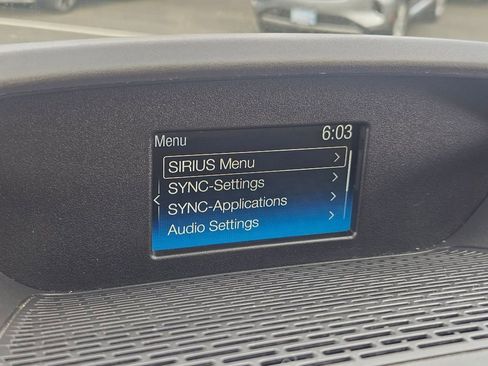 Menu 6:03
SIRIUS Menu
SYNC-Settings
SYNC-Applications
Audio Settings